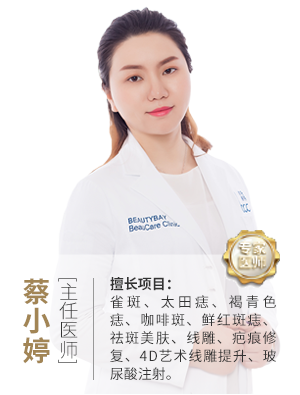 BEAUTYBAY
BeautCare Clinic
专家
医师
蔡小婷
[主任医师]
擅长项目：
雀斑、太田痣、褐青色
痣、咖啡斑、鲜红斑痣、
祛斑美肤、线雕、疤痕修
复、4D艺术线雕提升、玻
尿酸注射。